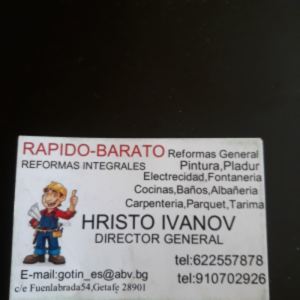 RAPIDO-BARATO Reformas General
REFORMAS INTEGRALES Pintura,Pladur
Electrecidad,Fontaneria
Cocinas,Baños,Albañeria
Carpenteria,Parquet,Tarima
HRISTO IVANOV
DIRECTOR GENERAL
tel:622557878
E-mail:gotin_es@abv.bg tel:910702926
c/e Fuenlabrada54,Getafe 28901